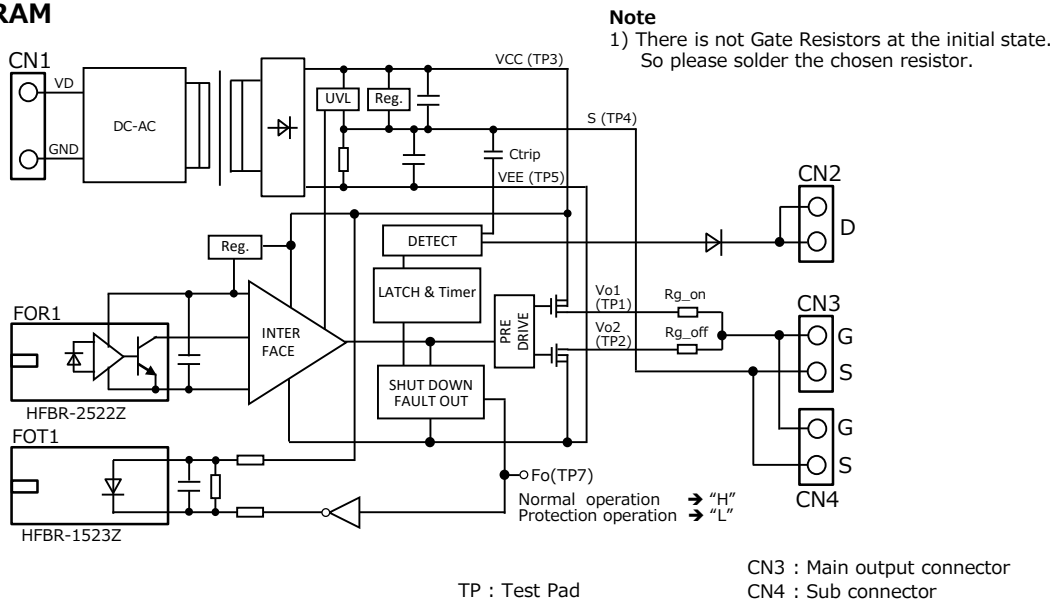 RAM
Note
1) There is not Gate Resistors at the initial state.
So please solder the chosen resistor.
CN1
VD
GND
DC-AC
VCC (TP3)
UVL
Reg.
S (TP4)
Ctrip
VEE (TP5)
CN2
D
DETECT
Reg.
LATCH & Timer
FOR1
INTER
FACE
PRE
DRIVE
Vo1
(TP1)
Rg_on
Vo2
(TP2)
Rg_off
CN3
G
S
SHUT DOWN
FAULT OUT
HFBR-2522Z
FOT1
G
S
CN4
Fo(TP7)
Normal operation ➔ “H”
Protection operation ➔ “L”
HFBR-1523Z
TP : Test Pad
CN3 : Main output connector
CN4 : Sub connector